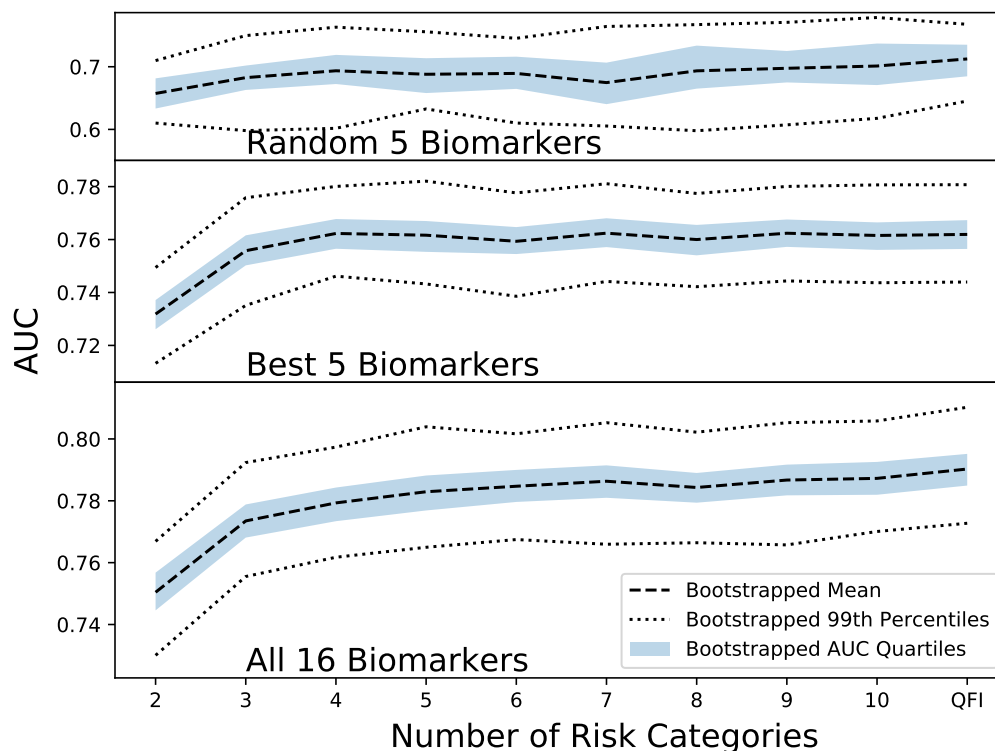 0.7
0.6
Random 5 Biomarkers
0.78
0.76
0.74
0.72
Best 5 Biomarkers
AUC
0.80
0.78
0.76
0.74
All 16 Biomarkers
Bootstrapped Mean
Bootstrapped 99th Percentiles
Bootstrapped AUC Quartiles
2 3 4 5 6 7 8 9 10 QFI
Number of Risk Categories